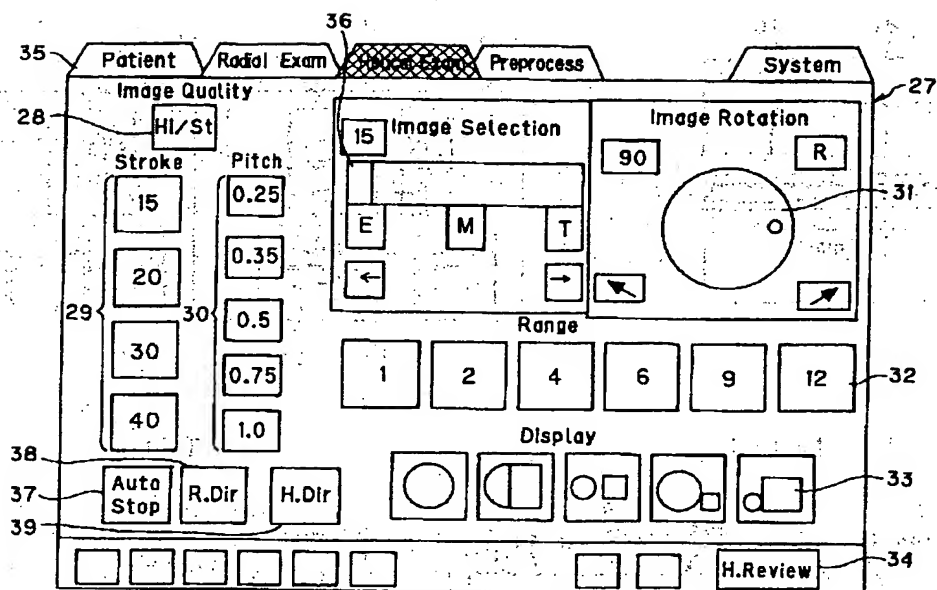 36
35 Patient Radial Exam Helical Exam Preprocess System
27
Image Quality
28 HI/St
Stroke Pitch
29 15 20 30 40
30 0.25 0.35 0.5 0.75 1.0
Image Selection
15
E M T
← →
Image Rotation
90 R
31
Range
1 2 4 6 9 12 32
Display
33
38
37 Auto Stop R.Dir H.Dir
39
H.Review 34